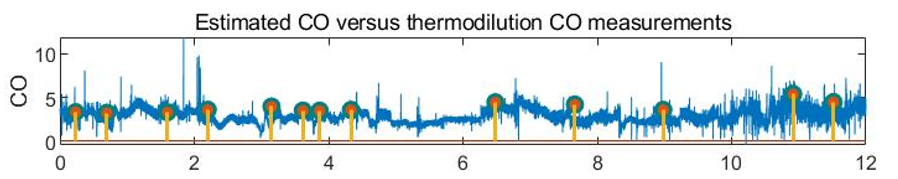 Estimated CO versus thermodilution CO measurements
10
5
0
CO
0 2 4 6 8 10 12